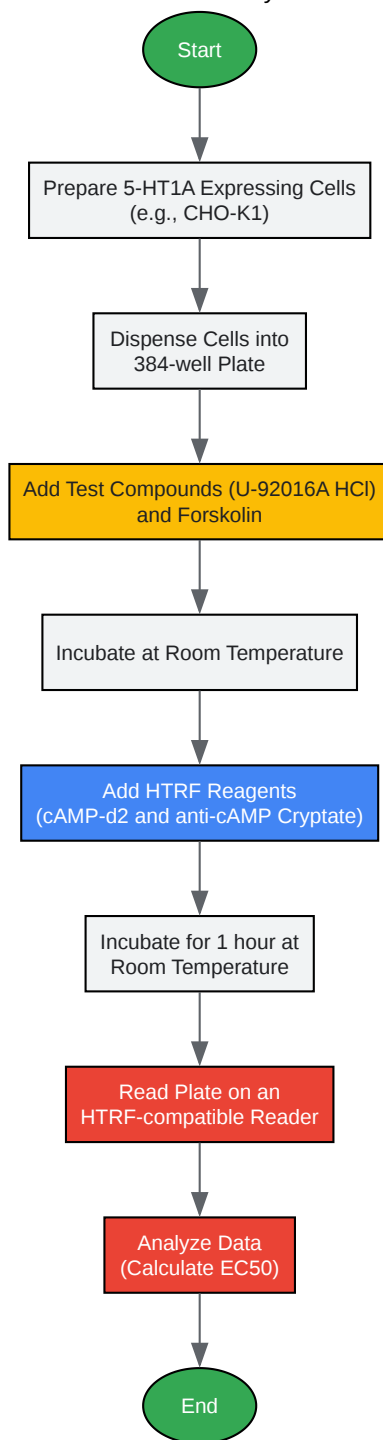 Start
Prepare 5-HT1A Expressing Cells
(e.g., CHO-K1)
Dispense Cells into
384-well Plate
Add Test Compounds (U-92016A HCl)
and Forskolin
Incubate at Room Temperature
Add HTRF Reagents
(cAMP-d2 and anti-cAMP Cryptate)
Incubate for 1 hour at
Room Temperature
Read Plate on an
HTRF-compatible Reader
Analyze Data
(Calculate EC50)
End